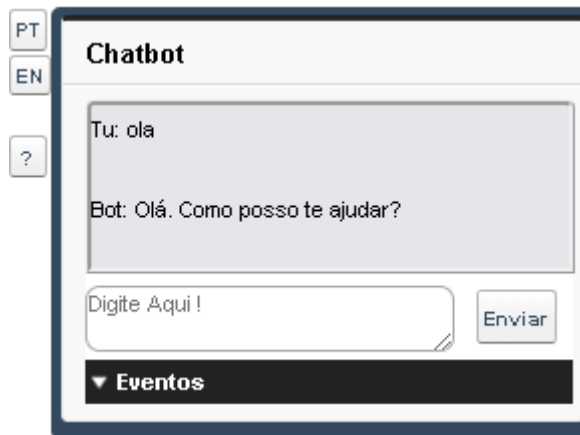 PT
EN
?
Chatbot
Tu: ola
Bot: Olá. Como posso te ajudar?
Digite Aqui !
Enviar
Eventos